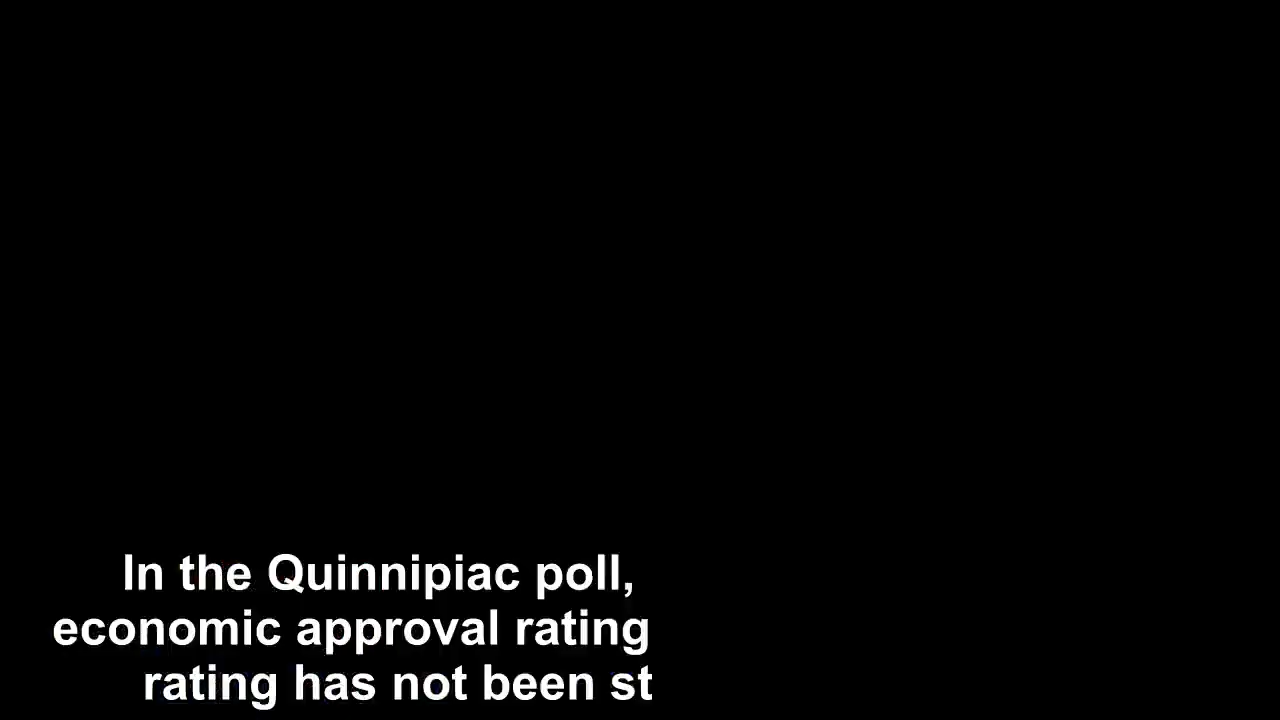 In the Quinnipiac poll,
economic approval rating
rating has not been st